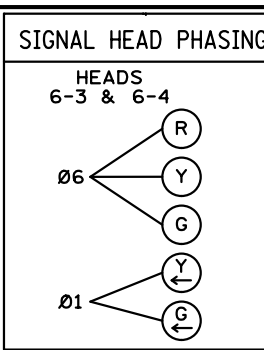 SIGNAL HEAD PHASING
HEADS
6-3 & 6-4
R
Ø6
Y
G
Y
←
Ø1
G
←